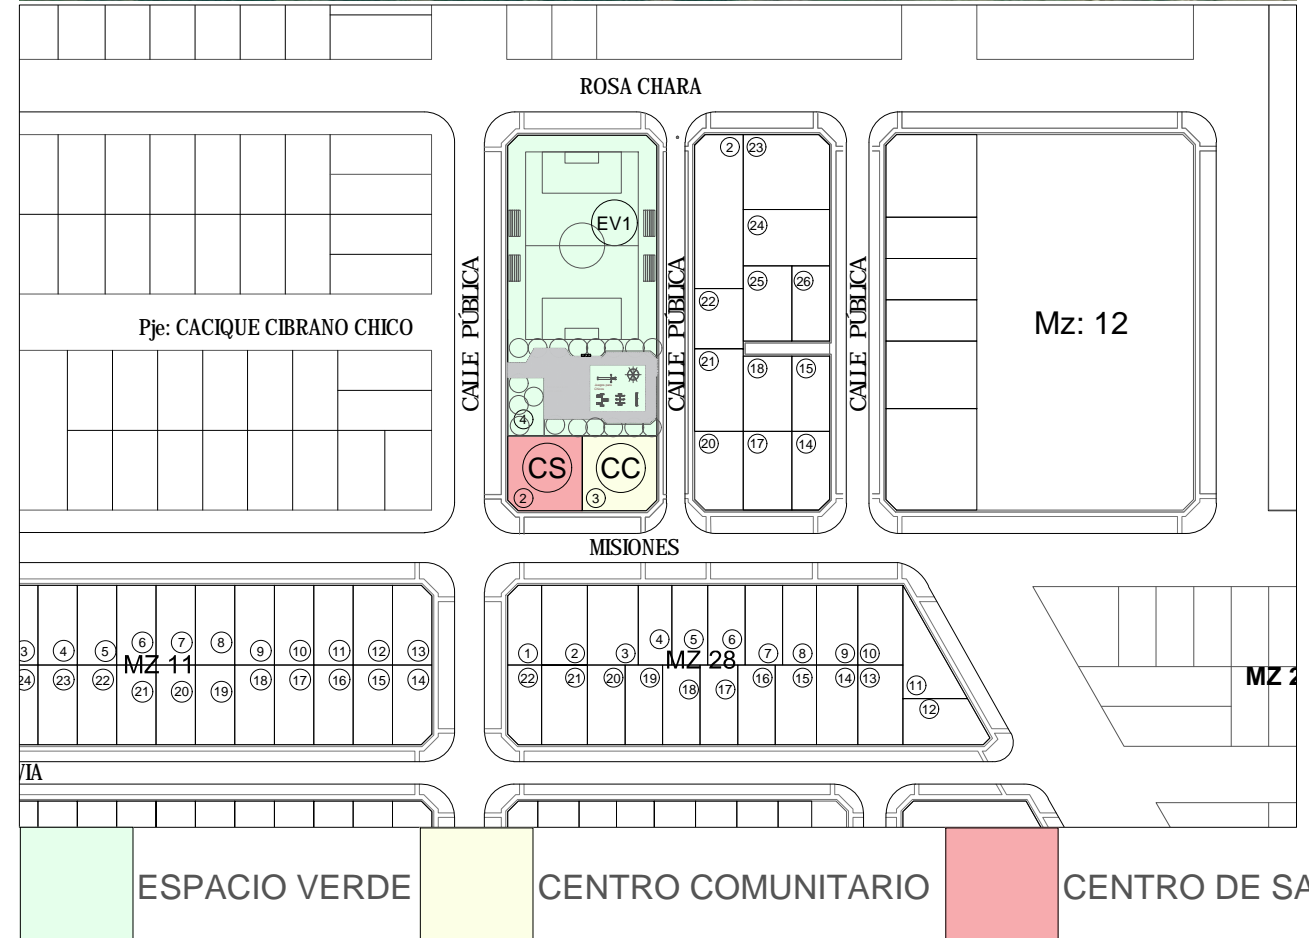 ROSA CHARA
2 23
EV1
24
CALLE PÚBLICA
CALLE PÚBLICA
CALLE PÚBLICA
25 26
22
Pje: CACIQUE CIBRANO CHICO
Mz: 12
21 18 15
4
20 17 14
CS CC
2 3
MISIONES
3 4 5 6 7 8 9 10 11 12 13
MZ 11
24 23 22 21 20 19 18 17 16 15 14
1 2 3 4 5 6 7 8 9 10
MZ 28
22 21 20 19 18 17 16 15 14 13
11
12
MZ 2
VIA
ESPACIO VERDE CENTRO COMUNITARIO CENTRO DE SA